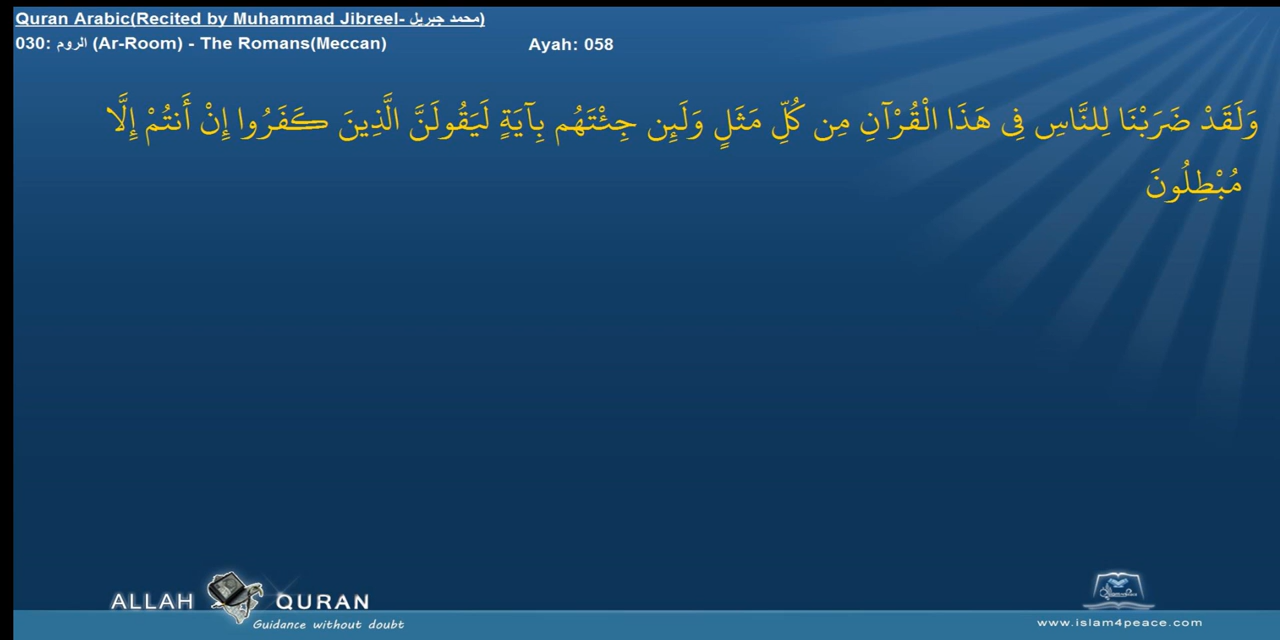 Quran Arabic(Recited by Muhammad Jibreel- محمد جبريل)
030: الروم (Ar-Room) - The Romans(Meccan) Ayah: 058
وَلَقَدْ ضَرَبْنَا لِلنَّاسِ فِي هَذَا الْقُرْآنِ مِن كُلِّ مَثَلٍ وَلَئِن جِئْتَهُم بِآيَةٍ لَيَقُولَنَّ الَّذِينَ كَفَرُوا إِنْ أَنتُمْ إِلَّا
مُبْطِلُونَ
ALLAH QURAN
Guidance without doubt
www.islam4peace.com